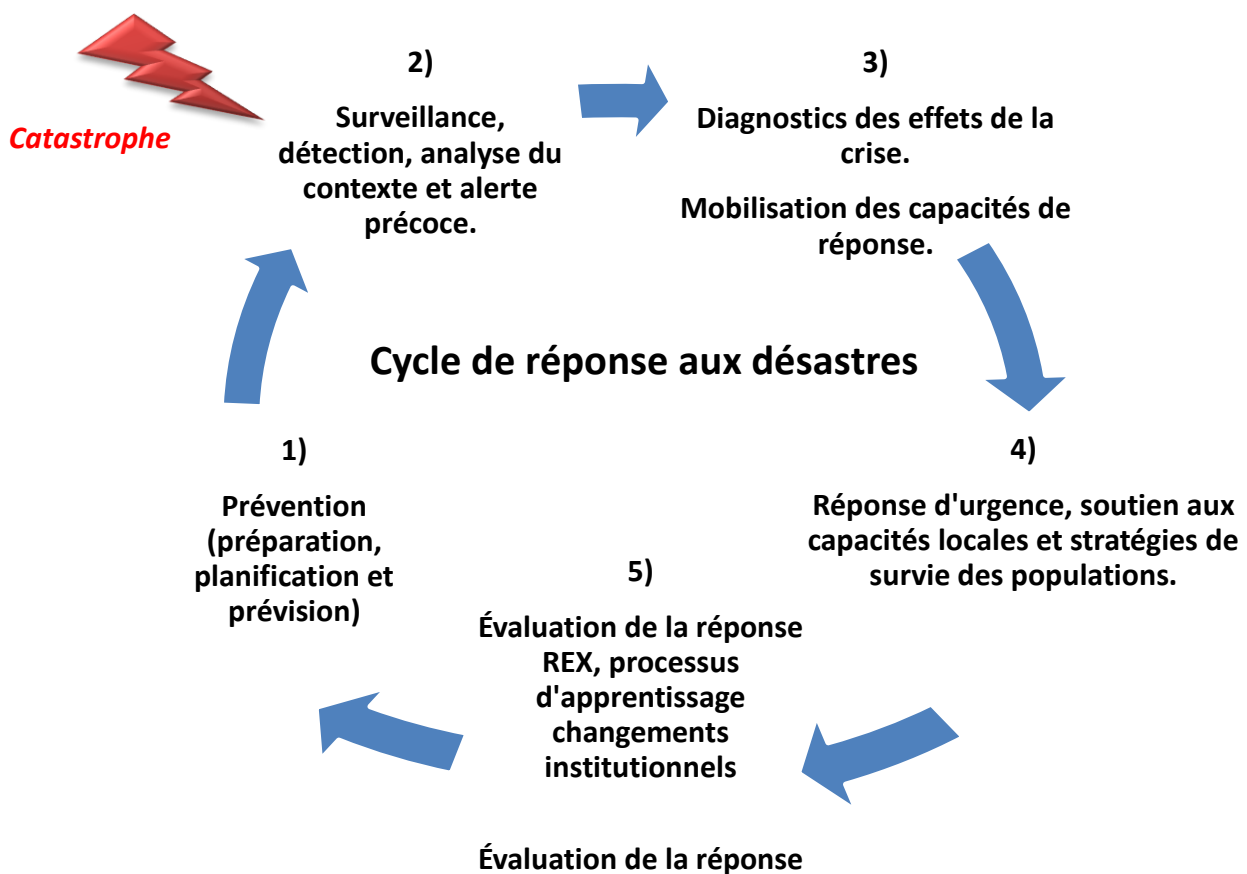 Catastrophe
2)
Surveillance,
détection, analyse du
contexte et alerte
précoce.
3)
Diagnostics des effets de la
crise.
Mobilisation des capacités de
réponse.
Cycle de réponse aux désastres
1)
Prévention
(préparation,
planification et
prévision)
4)
Réponse d'urgence, soutien aux
capacités locales et stratégies de
survie des populations.
5)
Évaluation de la réponse
REX, processus
d'apprentissage
changements
institutionnels
Évaluation de la réponse